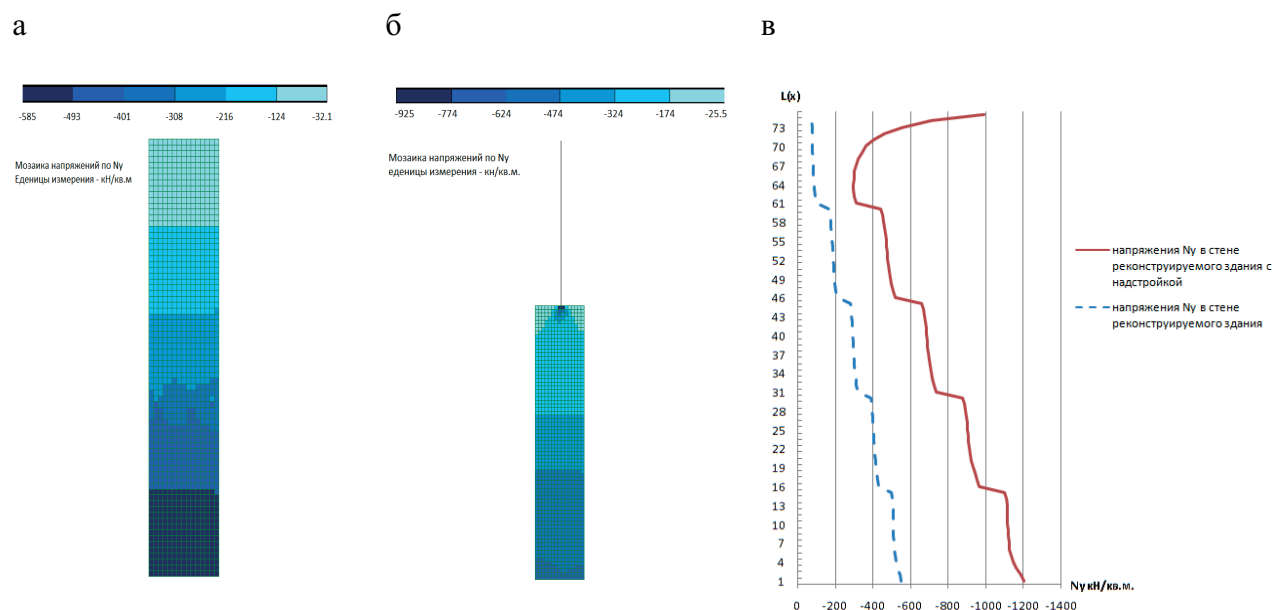 а
б
в
-585 -493 -401 -308 -216 -124 -32.1
Мозаика напряжений по Ny
Еденицы измерения - кН/кв.м
-925 -774 -624 -474 -324 -174 -25.5
Мозаика напряжений по Ny
еденицы измерения - кн/кв.м.
L(x)
73
70
67
64
61
58
55
52
49
46
43
40
37
34
31
28
25
22
19
16
13
10
7
4
1
Ny кН/кв.м.
0 -200 -400 -600 -800 -1000 -1200 -1400
напряжения Ny в стене
реконструируемого здания с
надстройкой
напряжения Ny в стене
реконструируемого здания